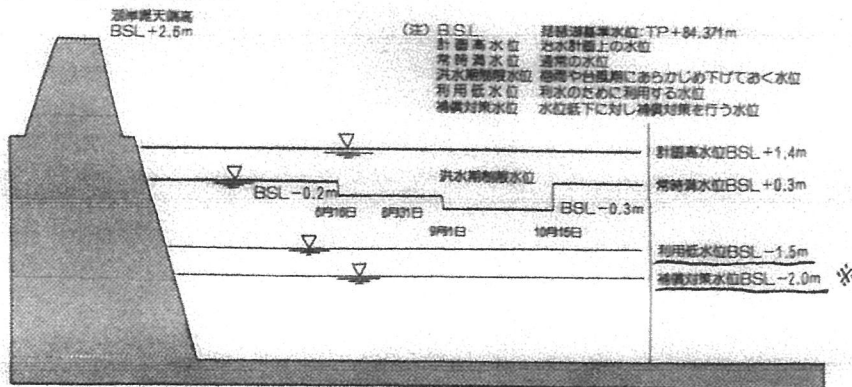 湖岸堤天端高
BSL+2.6m
(注) B.S.L. 琵琶湖基準水位:TP+84.371m
計画高水位 治水計画上の水位
常時満水位 通常の水位
洪水期制限水位 梅雨や台風期にあらかじめ下げておく水位
利用低水位 利水のために利用する水位
補償対策水位 水位低下に対し補償対策を行う水位
計画高水位BSL+1.4m
洪水期制限水位
常時満水位BSL+0.3m
BSL-0.2m
BSL-0.3m
6月16日 8月31日
9月1日 10月15日
利用低水位BSL-1.5m
補償対策水位BSL-2.0m